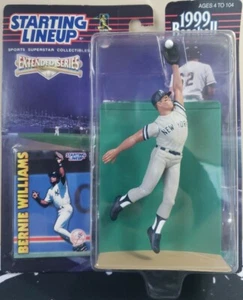 STARTING
LINEUP
SPORTS SUPERSTAR COLLECTIBLES
EXTENDED SERIES
AGES 4 TO 104
1999
BERNIE WILLIAMS
NEW YORK